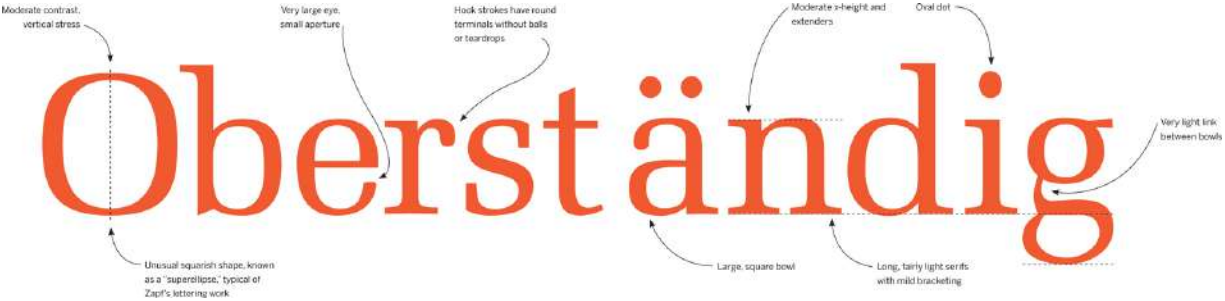 Moderate contrast,
vertical stress
Very large eye,
small aperture
Hook strokes have round
terminals without balls
or teardrops
Moderate x-height and
extenders
Oval dot
Oberständig
Very light link
between bowls
Unusual squarish shape, known
as a "superellipse," typical of
Zapf's lettering work
Large, square bowl
Long, fairly light serifs
with mild bracketing